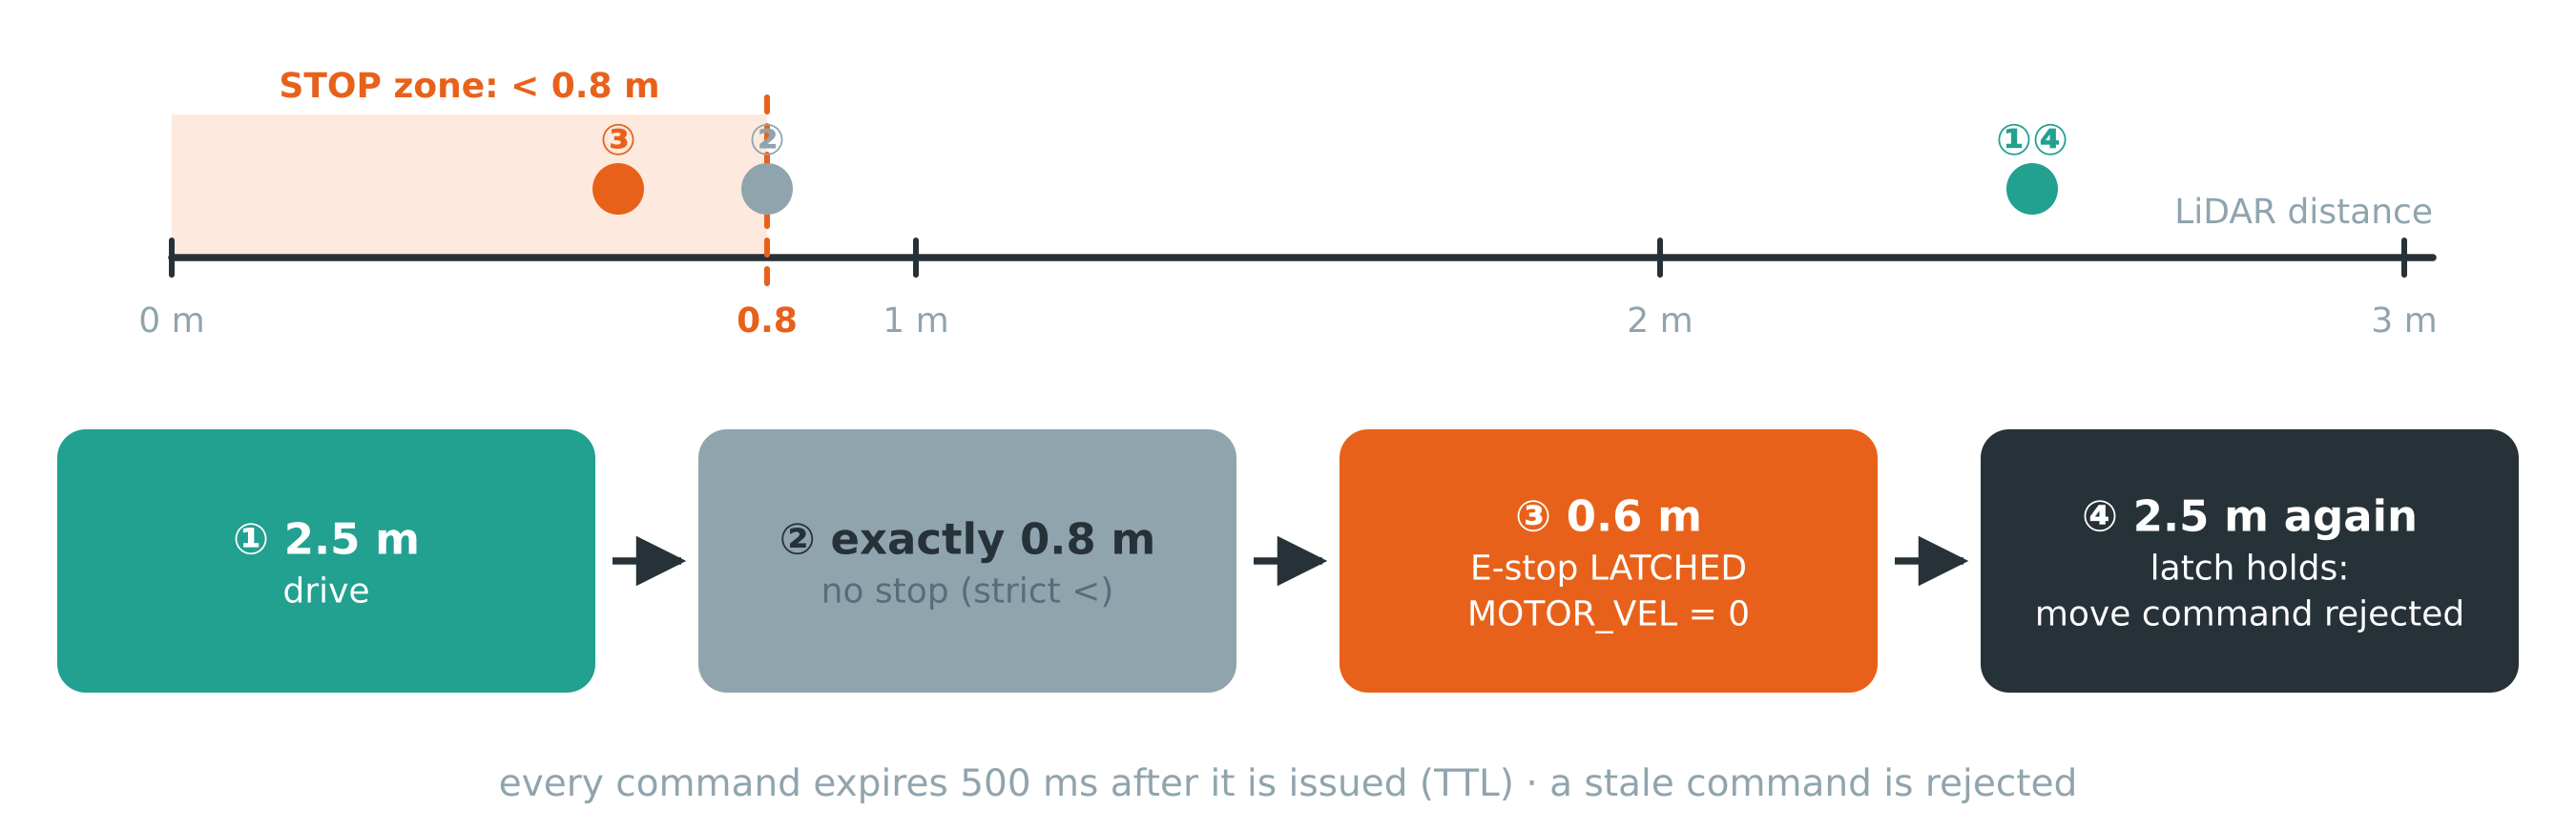 STOP zone: < 0.8 m
③
②
①④
LiDAR distance
0 m
0.8
1 m
2 m
3 m
① 2.5 m
drive
② exactly 0.8 m
no stop (strict <)
③ 0.6 m
E-stop LATCHED
MOTOR_VEL = 0
④ 2.5 m again
latch holds:
move command rejected
every command expires 500 ms after it is issued (TTL) · a stale command is rejected